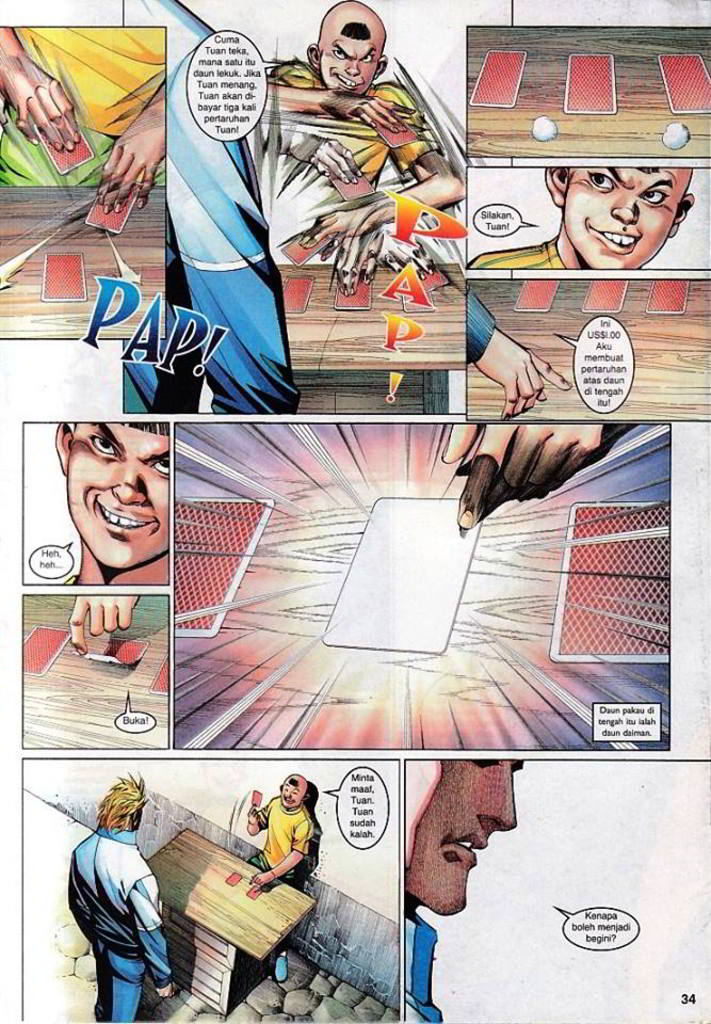 Cuma
Tuan teka,
mana satu itu
daun lekuk. Jika
Tuan menang,
Tuan akan di-
bayar tiga kali
pertaruhan
Tuan!
PAP!
PAP!
Silakan,
Tuan!
Ini
US$1.00
Aku
membuat
pertaruhan
atas daun
di tengah
itu!
Heh,
heh...
Buka!
Daun pakau di
tengah itu ialah
daun daiman.
Minta
maaf,
Tuan.
Tuan
sudah
kalah.
Kenapa
boleh menjadi
begini?
34